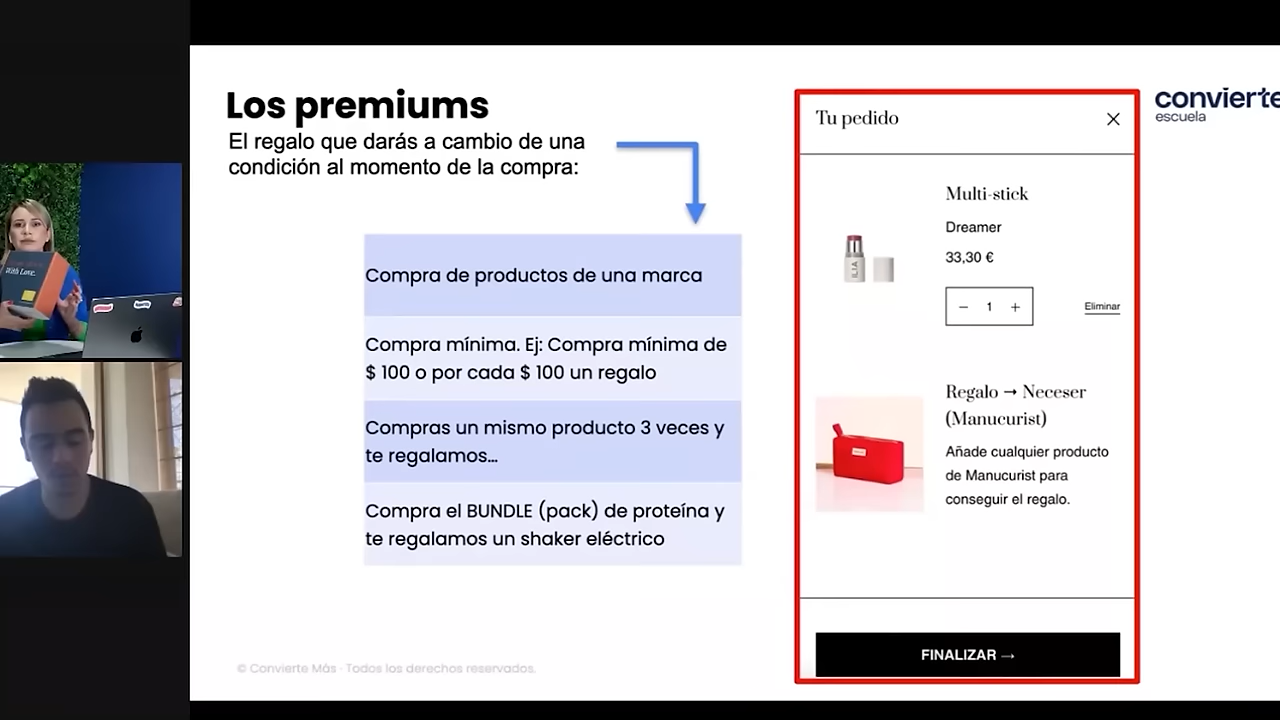 Los premiums
El regalo que darás a cambio de una
condición al momento de la compra:
Compra de productos de una marca
Compra mínima. Ej: Compra mínima de
$ 100 o por cada $ 100 un regalo
Compras un mismo producto 3 veces y
te regalamos...
Compra el BUNDLE (pack) de proteína y
te regalamos un shaker eléctrico
© Convierte Más · Todos los derechos reservados.
Tu pedido
Multi-stick
Dreamer
33,30 €
ILIA
− 1 +
Eliminar
Regalo → Neceser
(Manucurist)
Añade cualquier producto
de Manucurist para
conseguir el regalo.
FINALIZAR →
convierte
escuela
With Love.